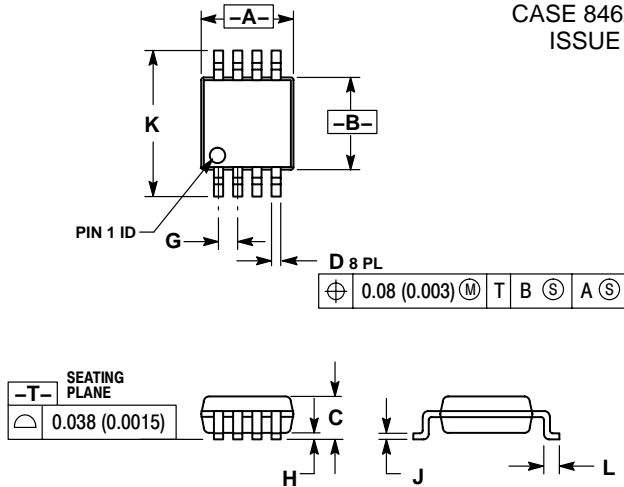 CASE 846
ISSUE
–A–
K
–B–
PIN 1 ID
G
D 8 PL
⌖ 0.08 (0.003) Ⓜ T B Ⓢ A Ⓢ
–T– SEATING
PLANE
⌓ 0.038 (0.0015)
C
H
J
L